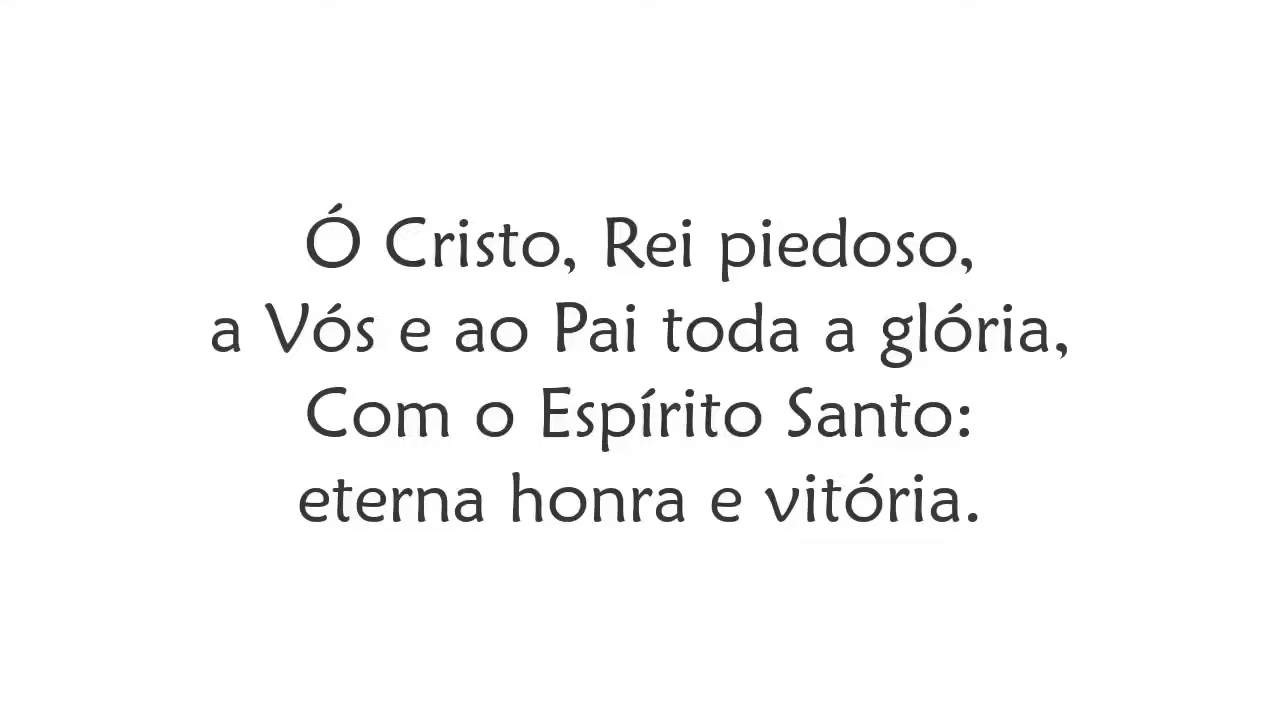 Ó Cristo, Rei piedoso,
a Vós e ao Pai toda a glória,
Com o Espírito Santo:
eterna honra e vitória.